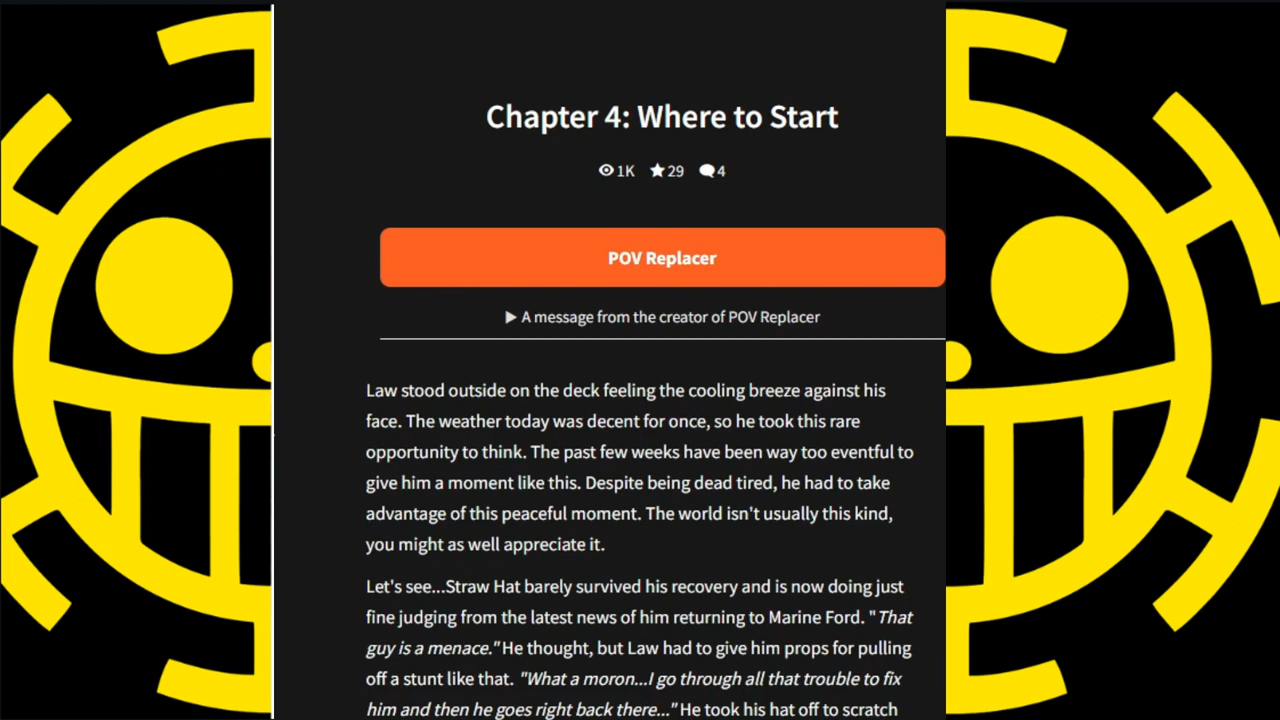 Chapter 4: Where to Start
1K 29 4
POV Replacer
▶ A message from the creator of POV Replacer
Law stood outside on the deck feeling the cooling breeze against his
face. The weather today was decent for once, so he took this rare
opportunity to think. The past few weeks have been way too eventful to
give him a moment like this. Despite being dead tired, he had to take
advantage of this peaceful moment. The world isn't usually this kind,
you might as well appreciate it.
Let's see...Straw Hat barely survived his recovery and is now doing just
fine judging from the latest news of him returning to Marine Ford. "That
guy is a menace." He thought, but Law had to give him props for pulling
off a stunt like that. "What a moron...I go through all that trouble to fix
him and then he goes right back there..." He took his hat off to scratch